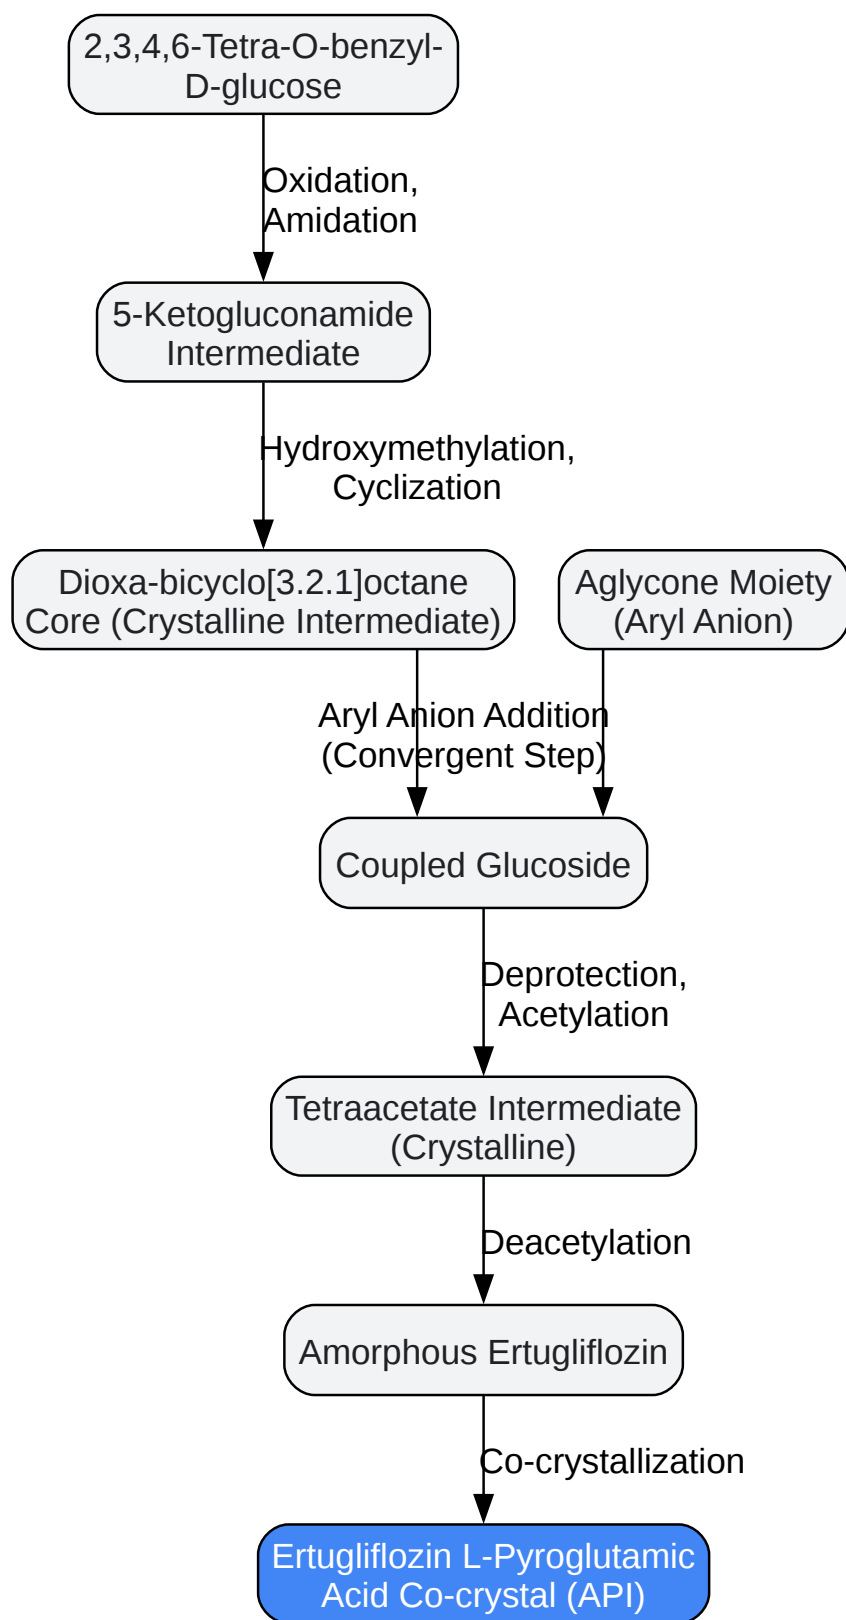 2,3,4,6-Tetra-O-benzyl-
D-glucose
Oxidation,
Amidation
5-Ketogluconamide
Intermediate
Hydroxymethylation,
Cyclization
Dioxa-bicyclo[3.2.1]octane
Core (Crystalline Intermediate)
Aglycone Moiety
(Aryl Anion)
Aryl Anion Addition
(Convergent Step)
Coupled Glucoside
Deprotection,
Acetylation
Tetraacetate Intermediate
(Crystalline)
Deacetylation
Amorphous Ertugliflozin
Co-crystallization
Ertugliflozin L-Pyroglutamic
Acid Co-crystal (API)